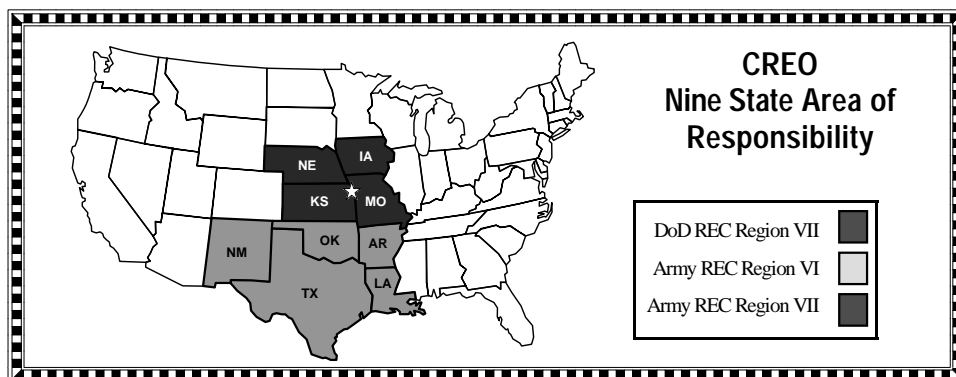 CREO
Nine State Area of
Responsibility
NE
IA
KS
MO
OK
AR
NM
TX
LA
DoD REC Region VII
Army REC Region VI
Army REC Region VII